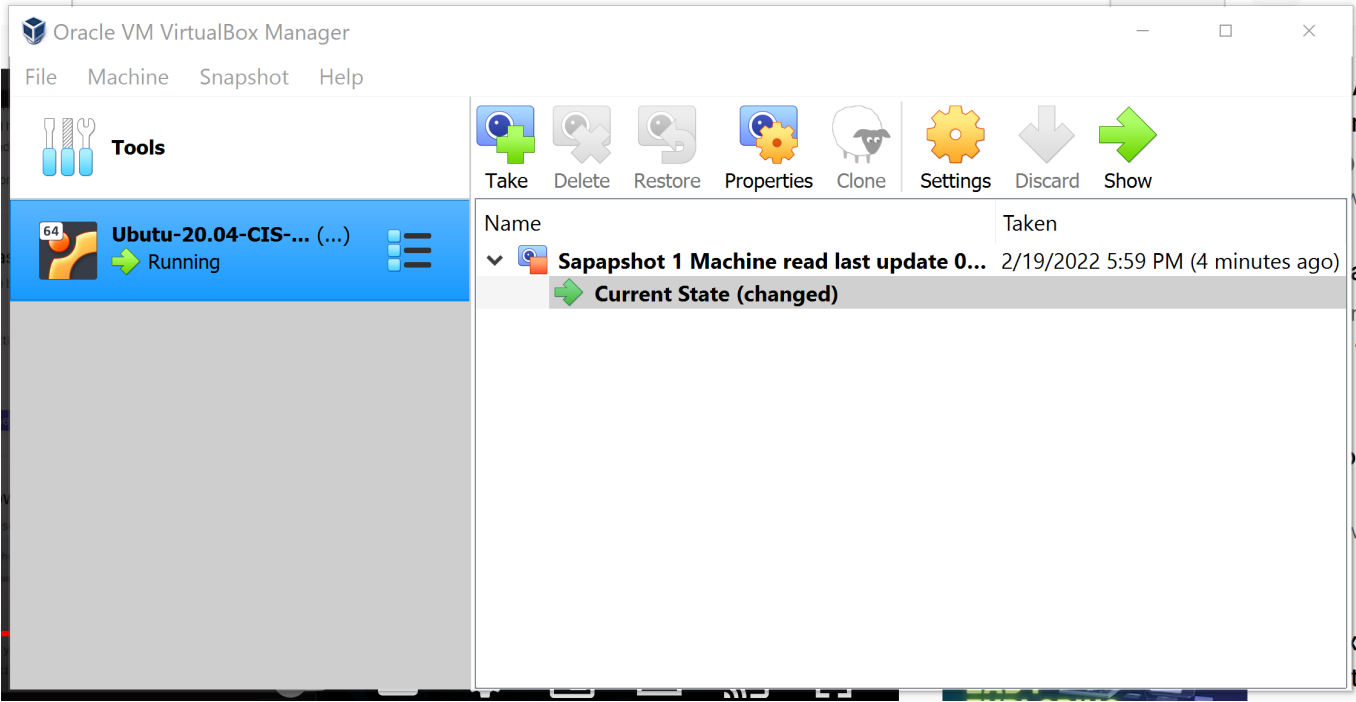 Oracle VM VirtualBox Manager
File Machine Snapshot Help
Tools
Take Delete Restore Properties Clone Settings Discard Show
64
Ubutu-20.04-CIS-... (...)
Running
Name Taken
Sapapshot 1 Machine read last update 0... 2/19/2022 5:59 PM (4 minutes ago)
Current State (changed)